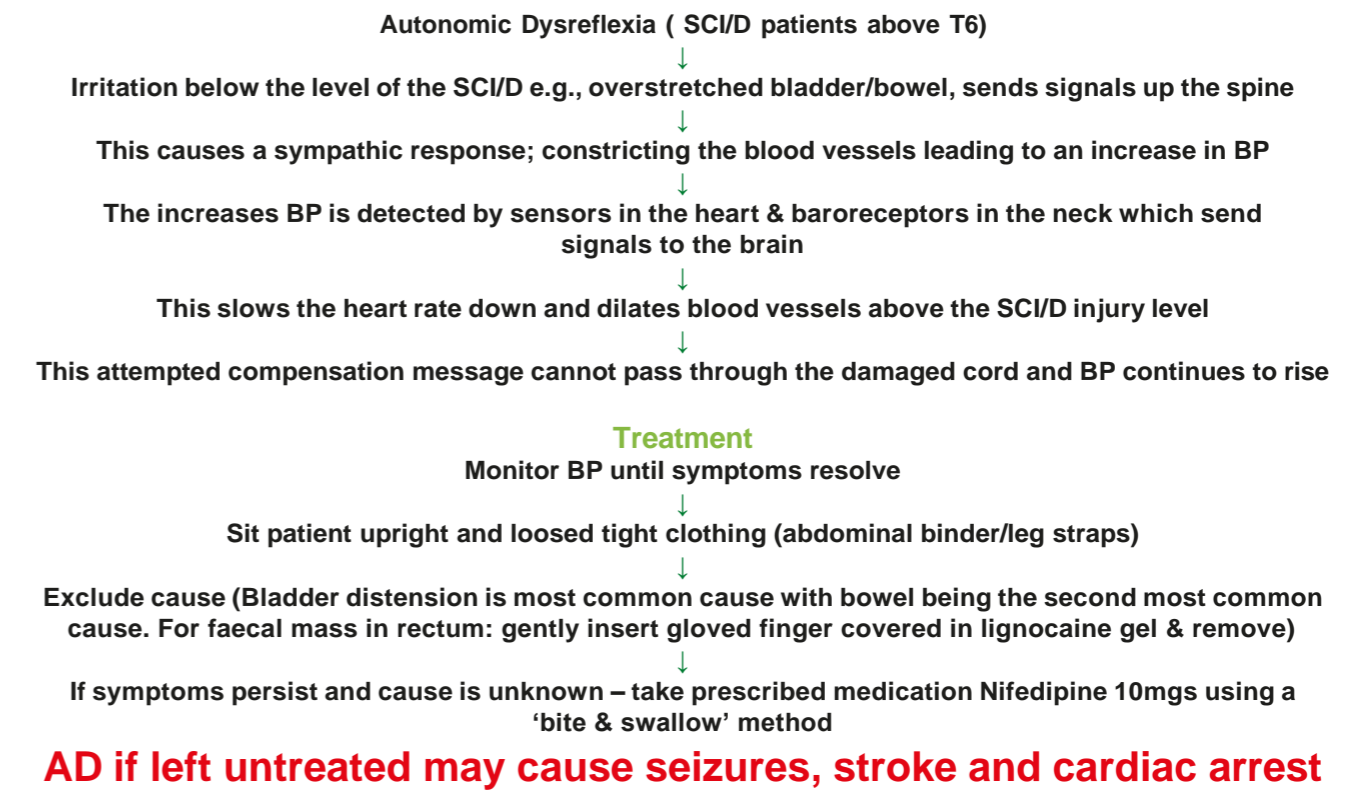 Autonomic Dysreflexia ( SCI/D patients above T6)
↓
Irritation below the level of the SCI/D e.g., overstretched bladder/bowel, sends signals up the spine
↓
This causes a sympathic response; constricting the blood vessels leading to an increase in BP
↓
The increases BP is detected by sensors in the heart & baroreceptors in the neck which send
signals to the brain
↓
This slows the heart rate down and dilates blood vessels above the SCI/D injury level
↓
This attempted compensation message cannot pass through the damaged cord and BP continues to rise
Treatment
Monitor BP until symptoms resolve
↓
Sit patient upright and loosed tight clothing (abdominal binder/leg straps)
↓
Exclude cause (Bladder distension is most common cause with bowel being the second most common
cause. For faecal mass in rectum: gently insert gloved finger covered in lignocaine gel & remove)
↓
If symptoms persist and cause is unknown – take prescribed medication Nifedipine 10mgs using a
‘bite & swallow’ method
AD if left untreated may cause seizures, stroke and cardiac arrest